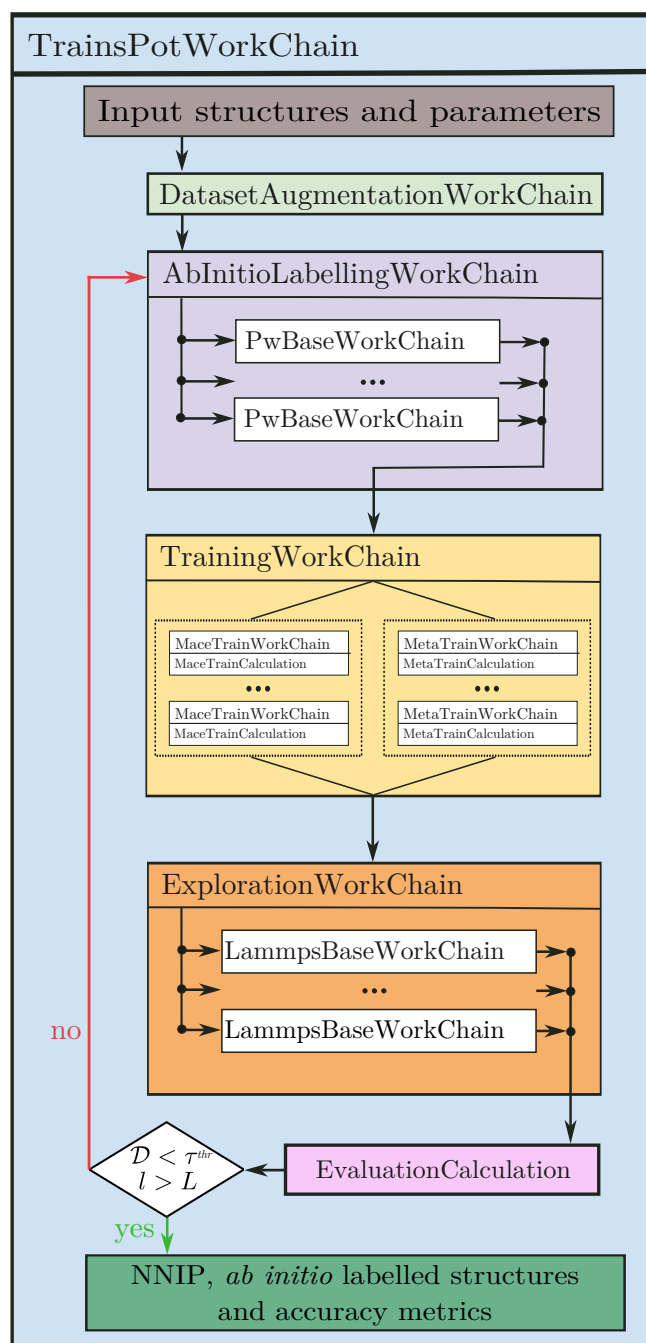 TrainsPotWorkChain
Input structures and parameters
DatasetAugmentationWorkChain
AbInitioLabellingWorkChain
PwBaseWorkChain
•••
PwBaseWorkChain
TrainingWorkChain
MaceTrainWorkChain
MaceTrainCalculation
•••
MaceTrainWorkChain
MaceTrainCalculation
MetaTrainWorkChain
MetaTrainCalculation
•••
MetaTrainWorkChain
MetaTrainCalculation
ExplorationWorkChain
LammpsBaseWorkChain
•••
LammpsBaseWorkChain
no
EvaluationCalculation
𝒟 < τ^thr
l > L
yes
NNIP, ab initio labelled structures
and accuracy metrics